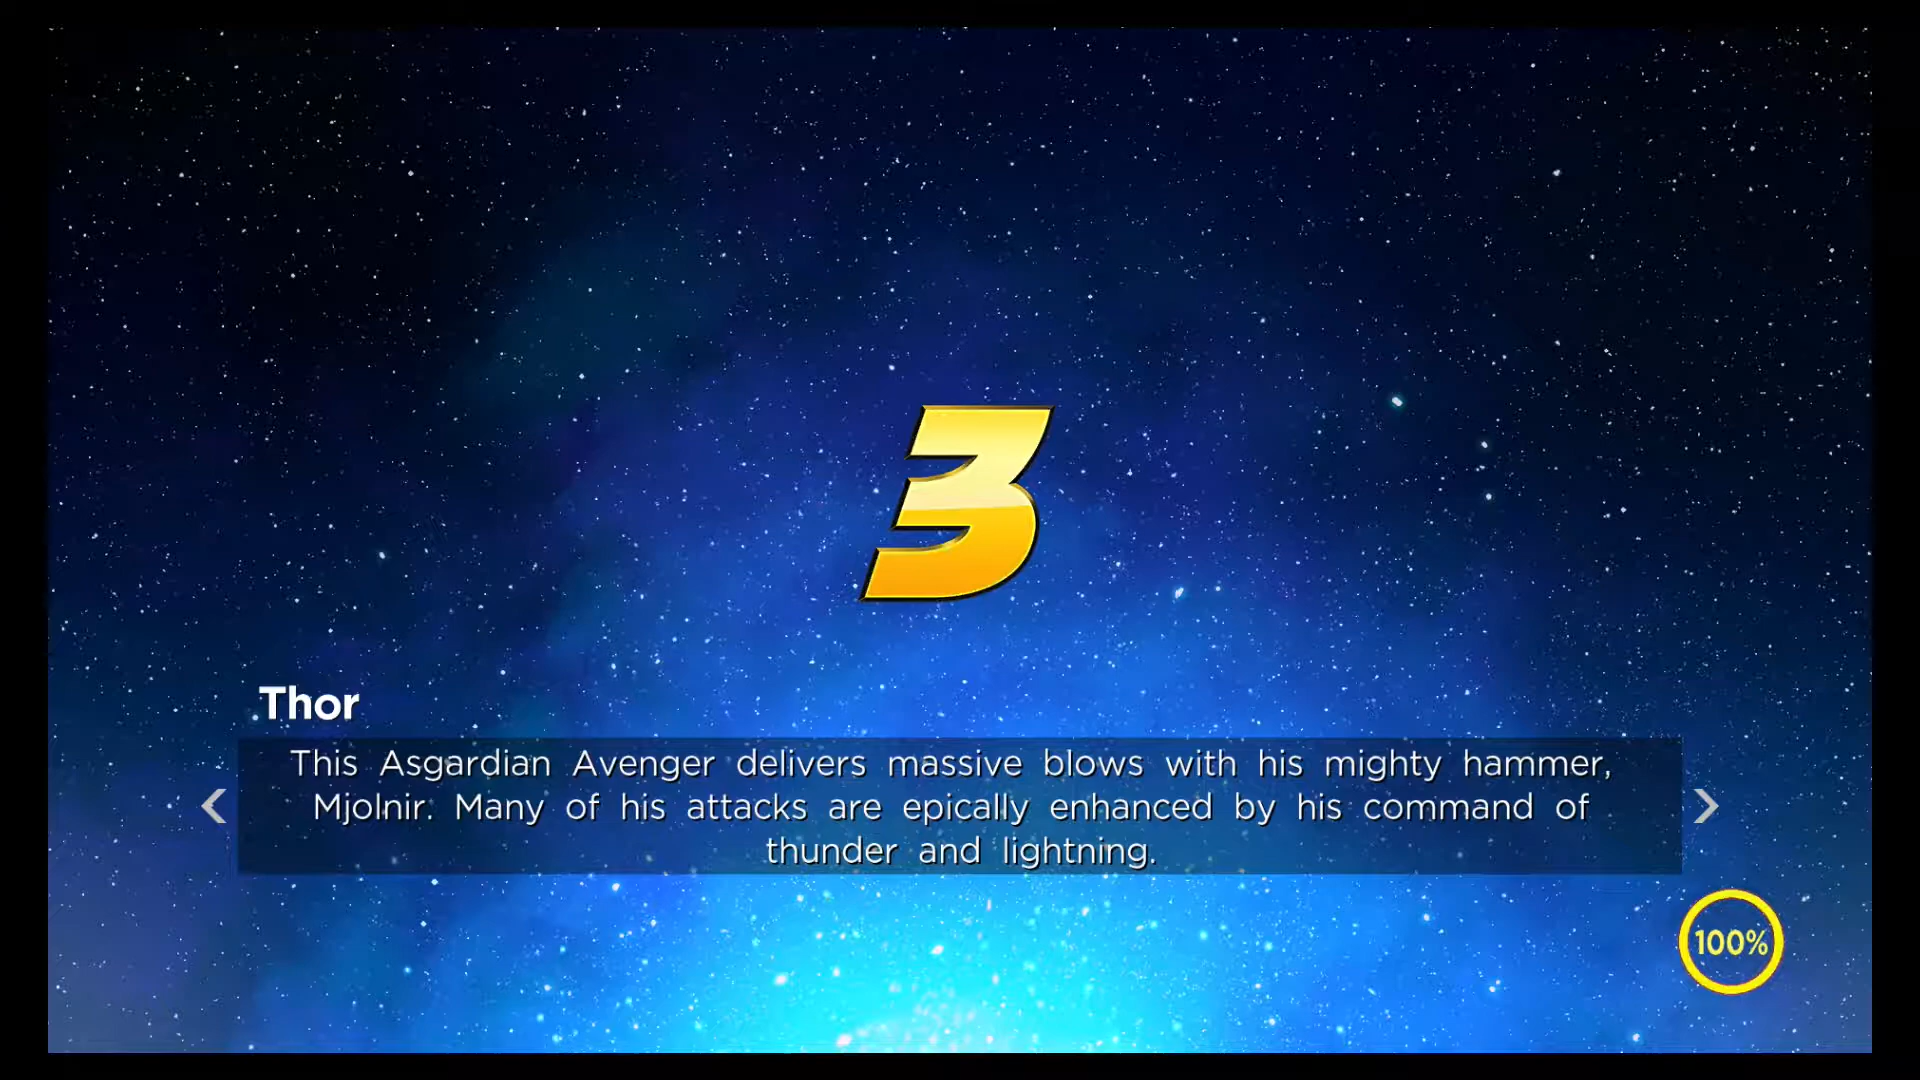 3
Thor
This Asgardian Avenger delivers massive blows with his mighty hammer,
Mjolnir. Many of his attacks are epically enhanced by his command of
thunder and lightning.
100%